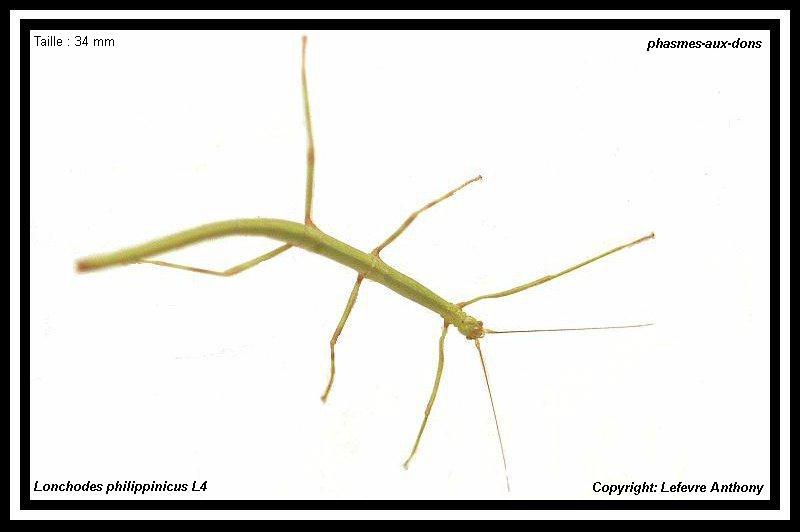 Taille : 34 mm
phasmes-aux-dons
Lonchodes philippinicus L4
Copyright: Lefevre Anthony